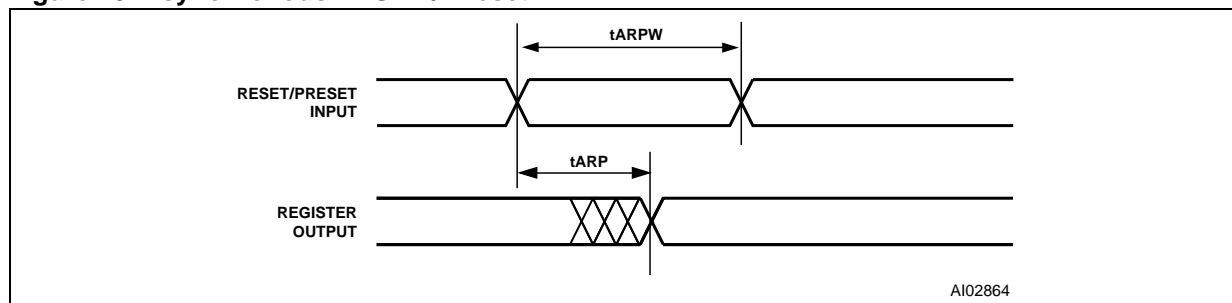 tARPW
RESET/PRESET
INPUT
tARP
REGISTER
OUTPUT
AI02864